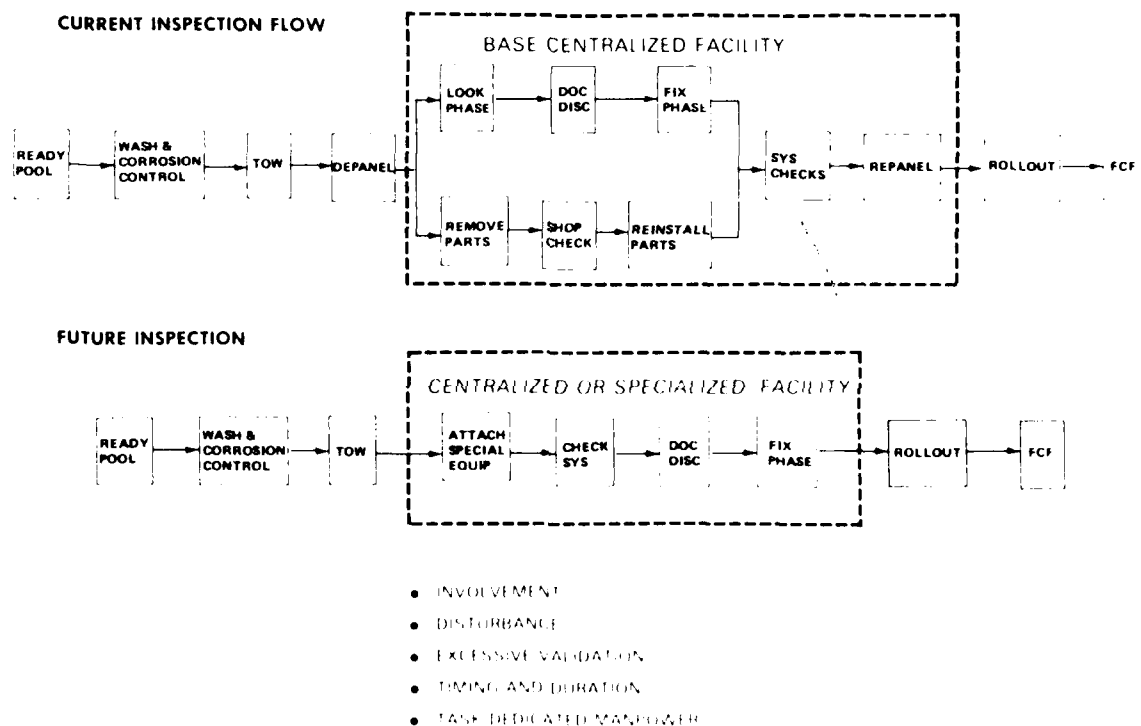 CURRENT INSPECTION FLOW
BASE CENTRALIZED FACILITY
LOOK
PHASE
DOC
DISC
FIX
PHASE
READY
POOL
WASH &
CORROSION
CONTROL
TOW
DEPANEL
SYS
CHECKS
REPANEL
ROLLOUT
FCF
REMOVE
PARTS
SHOP
CHECK
REINSTALL
PARTS
FUTURE INSPECTION
CENTRALIZED OR SPECIALIZED FACILITY
READY
POOL
WASH &
CORROSION
CONTROL
TOW
ATTACH
SPECIAL
EQUIP
CHECK
SYS
DOC
DISC
FIX
PHASE
ROLLOUT
FCF
• INVOLVEMENT
• DISTURBANCE
• EXCESSIVE VALIDATION
• TIMING AND DURATION
• TASK DEDICATED MANPOWER